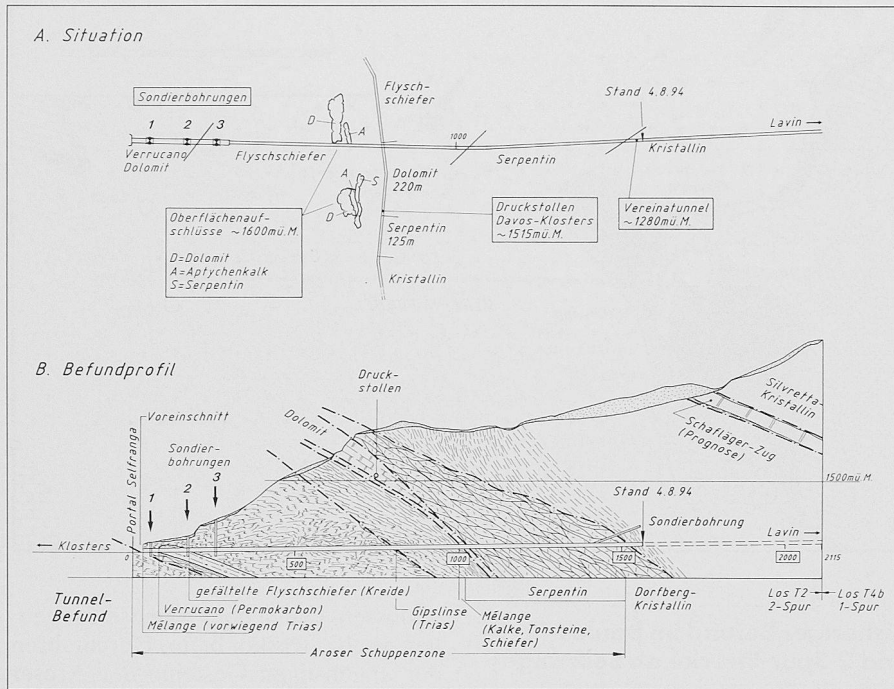 A. Situation
Sondierbohrungen
1 2 3
Verrucano
Dolomit
Flyschschiefer
D
A
Flysch-
schiefer
1000
Stand 4.8.94
Lavin
Serpentin
Kristallin
A
S
D
Dolomit
220m
Serpentin
125m
Kristallin
Oberflächenauf-
schlüsse ~1600mü.M.
D=Dolomit
A=Aptychenkalk
S=Serpentin
Druckstollen
Davos-Klosters
~1515mü.M.
Vereinatunnel
~1280mü.M.
B. Befundprofil
Druck-
stollen
Dolomit
Voreinschnitt
Portal Selfranga
Sondier-
bohrungen
1 2 3
Silvretta-
Kristallin
Schafläger-Zug
(Prognose)
1500mü.M.
Stand 4.8.94
Sondierbohrung
Klosters
Lavin
0
500
1000
1500
2000
2115
Tunnel-
Befund
gefältelte Flyschschiefer (Kreide)
Verrucano (Permokarbon)
Mélange (vorwiegend Trias)
Gipslinse
(Trias)
Mélange
(Kalke, Tonsteine,
Schiefer)
Serpentin
Dorfberg-
Kristallin
Los T2
2-Spur
Los T4b
1-Spur
Aroser Schuppenzone